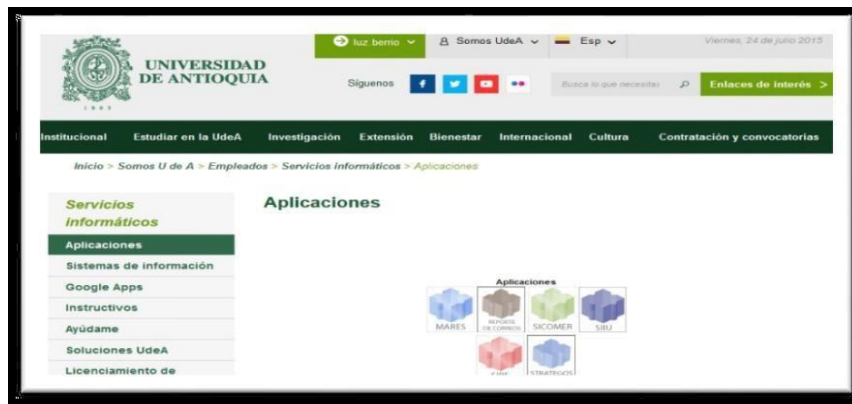 luz berrio
Somos UdeA
Esp
Viernes, 24 de julio 2015
UNIVERSIDAD
DE ANTIOQUIA
1803
Síguenos
Busca lo que necesitas
Enlaces de interés >
Institucional Estudiar en la UdeA Investigación Extensión Bienestar Internacional Cultura Contratación y convocatorias
Inicio > Somos U de A > Empleados > Servicios informáticos > Aplicaciones
Servicios
informáticos
Aplicaciones
Sistemas de información
Google Apps
Instructivos
Ayúdame
Soluciones UdeA
Licenciamiento de
Aplicaciones
Aplicaciones
MARES
DE CORREOS
SICOMER
SIIU
STRATEGOS